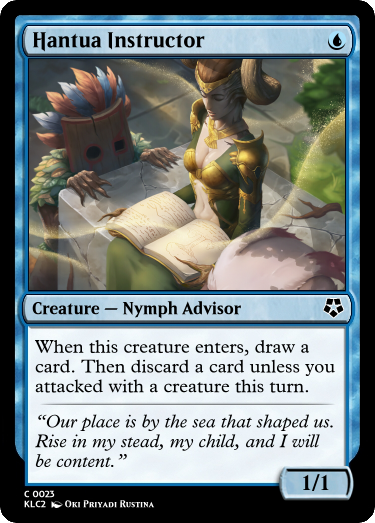 Hantua Instructor
Creature — Nymph Advisor
When this creature enters, draw a
card. Then discard a card unless you
attacked with a creature this turn.
“Our place is by the sea that shaped us.
Rise in my stead, my child, and I will
be content.”
1/1
C 0023
KLC2 Oki Priyadi Rustina